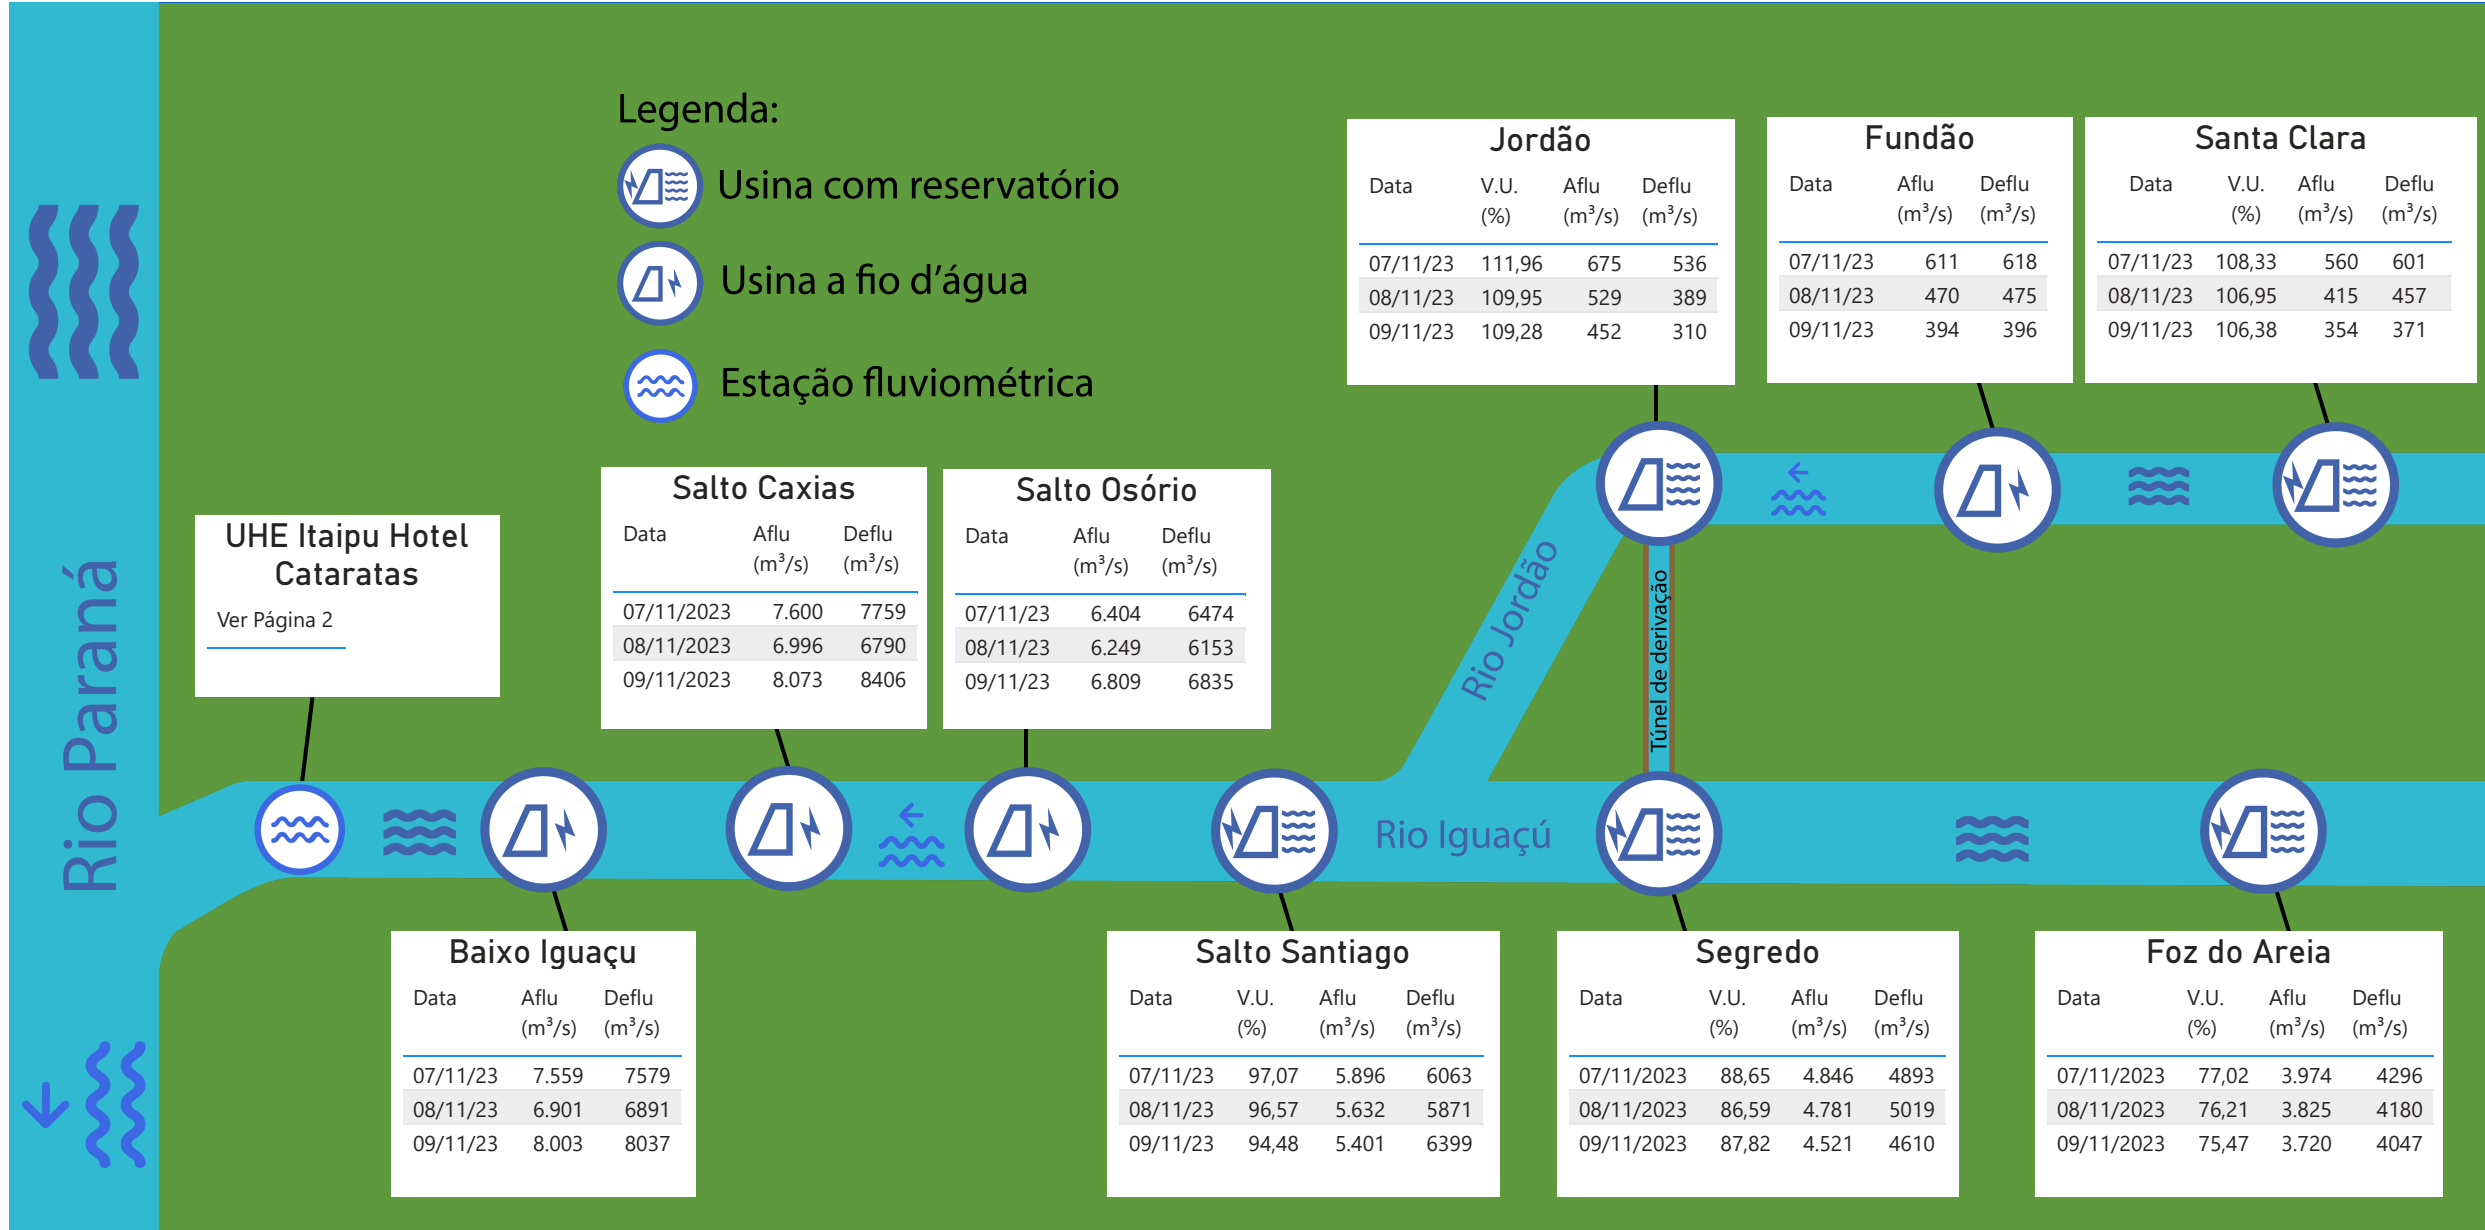 Legenda:
Usina com reservatório
Usina a fio d'água
Estação fluviométrica
Jordão
Data V.U. Aflu Deflu
(%) (m³/s) (m³/s)
07/11/23 111,96 675 536
08/11/23 109,95 529 389
09/11/23 109,28 452 310
Fundão
Data Aflu Deflu
(m³/s) (m³/s)
07/11/23 611 618
08/11/23 470 475
09/11/23 394 396
Santa Clara
Data V.U. Aflu Deflu
(%) (m³/s) (m³/s)
07/11/23 108,33 560 601
08/11/23 106,95 415 457
09/11/23 106,38 354 371
UHE Itaipu Hotel
Cataratas
Ver Página 2
Salto Caxias
Data Aflu Deflu
(m³/s) (m³/s)
07/11/2023 7.600 7759
08/11/2023 6.996 6790
09/11/2023 8.073 8406
Salto Osório
Data Aflu Deflu
(m³/s) (m³/s)
07/11/23 6.404 6474
08/11/23 6.249 6153
09/11/23 6.809 6835
Rio Paraná
Rio Jordão
Túnel de derivação
Rio Iguaçú
Baixo Iguaçu
Data Aflu Deflu
(m³/s) (m³/s)
07/11/23 7.559 7579
08/11/23 6.901 6891
09/11/23 8.003 8037
Salto Santiago
Data V.U. Aflu Deflu
(%) (m³/s) (m³/s)
07/11/23 97,07 5.896 6063
08/11/23 96,57 5.632 5871
09/11/23 94,48 5.401 6399
Segredo
Data V.U. Aflu Deflu
(%) (m³/s) (m³/s)
07/11/2023 88,65 4.846 4893
08/11/2023 86,59 4.781 5019
09/11/2023 87,82 4.521 4610
Foz do Areia
Data V.U. Aflu Deflu
(%) (m³/s) (m³/s)
07/11/2023 77,02 3.974 4296
08/11/2023 76,21 3.825 4180
09/11/2023 75,47 3.720 4047